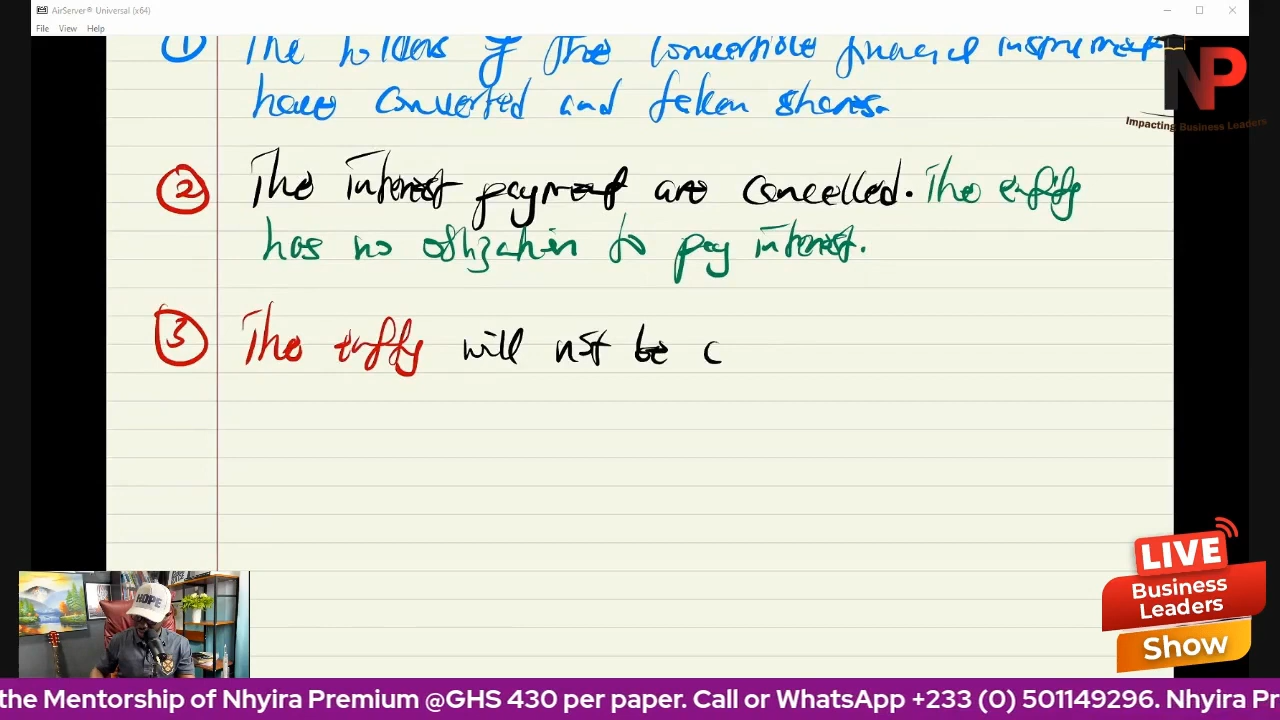 AirServer® Universal (x64)
File View Help
① The holders of the Convertible financial instrument
have converted and taken shares.
NP
Impacting Business Leaders
② The Interest payment are cancelled. The entity
has no obligation to pay interest.
③ The entity will not be c
HOPE
LIVE
Business
Leaders
Show
the Mentorship of Nhyira Premium @GHS 430 per paper. Call or WhatsApp +233 (0) 501149296. Nhyira Pr